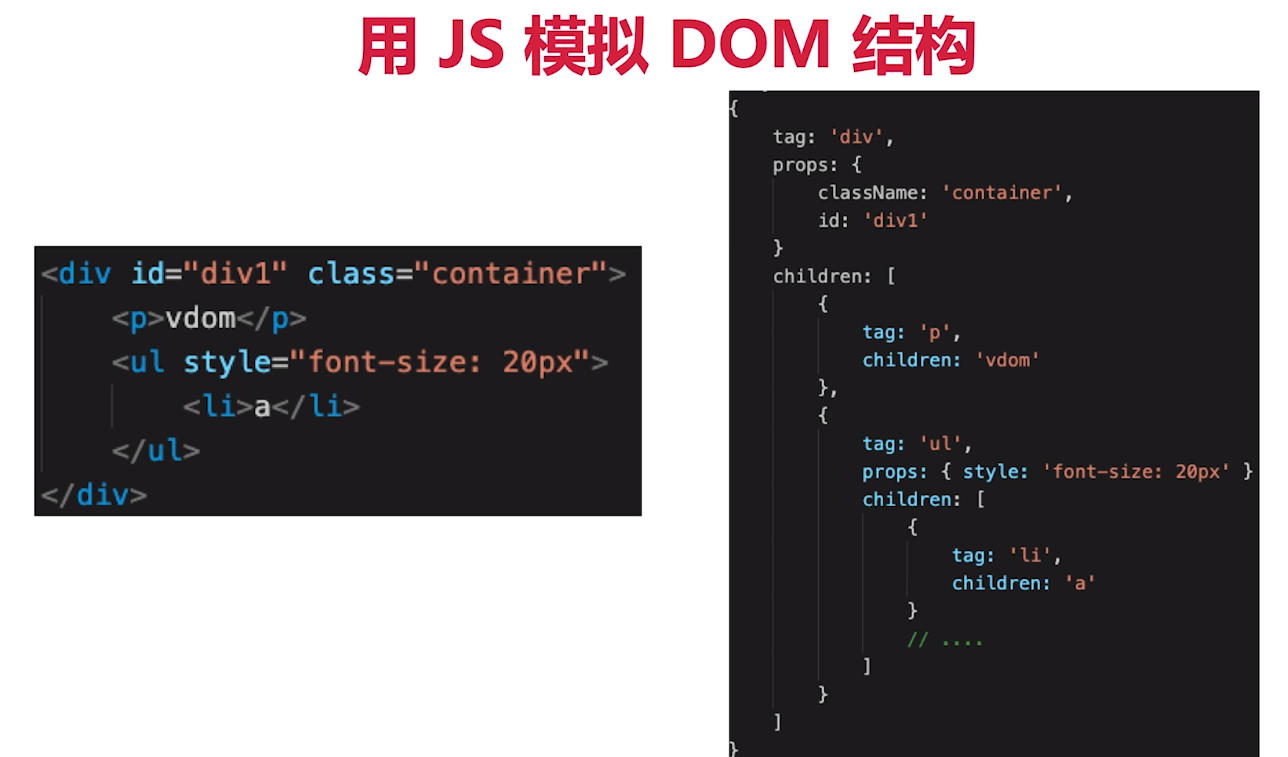 用 JS 模拟 DOM 结构
<div id="div1" class="container">
    <p>vdom</p>
    <ul style="font-size: 20px">
        <li>a</li>
    </ul>
</div>
{
    tag: 'div',
    props: {
        className: 'container',
        id: 'div1'
    }
    children: [
        {
            tag: 'p',
            children: 'vdom'
        },
        {
            tag: 'ul',
            props: { style: 'font-size: 20px' }
            children: [
                {
                    tag: 'li',
                    children: 'a'
                }
                // ....
            ]
        }
    ]
}